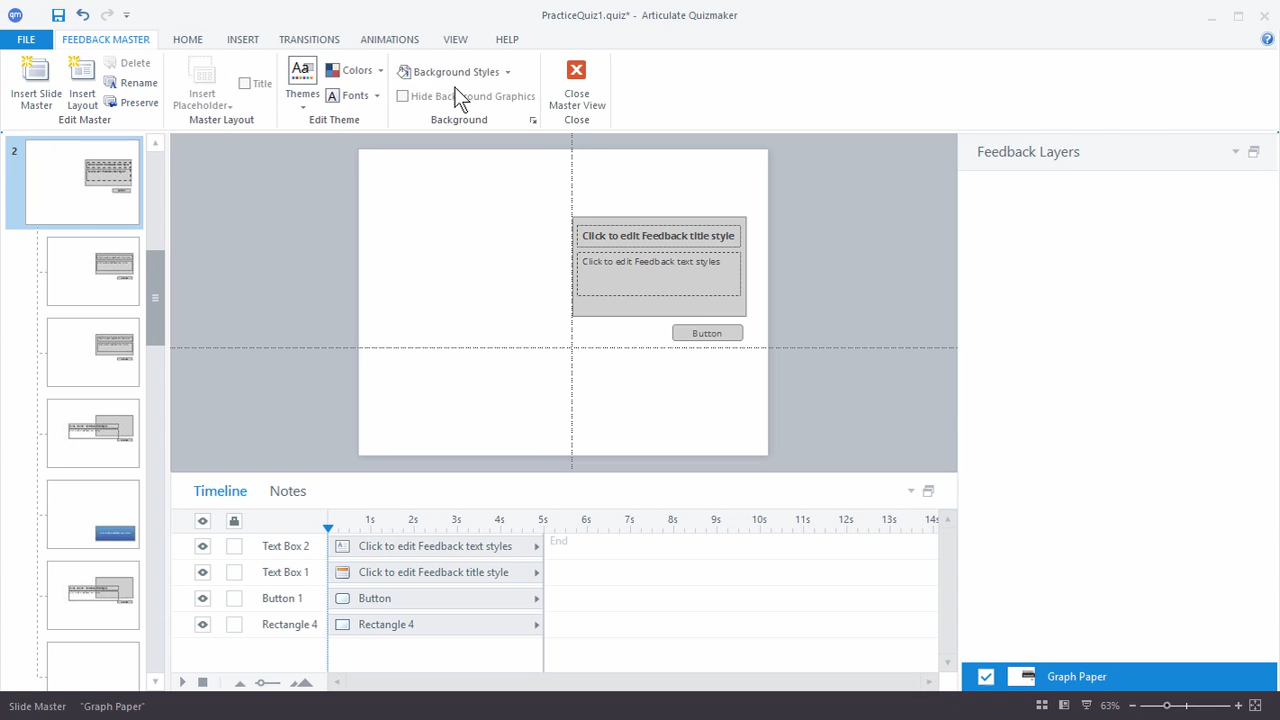 qm
PracticeQuiz1.quiz* - Articulate Quizmaker
FILE
FEEDBACK MASTER
HOME
INSERT
TRANSITIONS
ANIMATIONS
VIEW
HELP
Insert Slide Master
Insert Layout
Delete
Rename
Preserve
Edit Master
Insert Placeholder
Title
Master Layout
Aa
Themes
Colors
A Fonts
Edit Theme
Background Styles
Hide Background Graphics
Background
Close Master View
Close
2
Click to edit Feedback title style
Click to edit Feedback text styles
Button
Feedback Layers
Timeline
Notes
1s 2s 3s 4s 5s 6s 7s 8s 9s 10s 11s 12s 13s 14s
End
Text Box 2 Click to edit Feedback text styles
Text Box 1 Click to edit Feedback title style
Button 1 Button
Rectangle 4 Rectangle 4
Graph Paper
Slide Master "Graph Paper"
63%